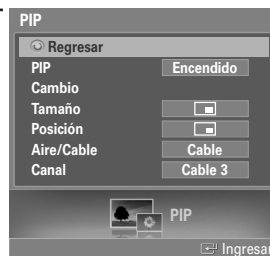 PIP
Regresar
PIP Encendido
Cambio
Tamaño
Posición
Aire/Cable Cable
Canal Cable 3
PIP
Ingresar